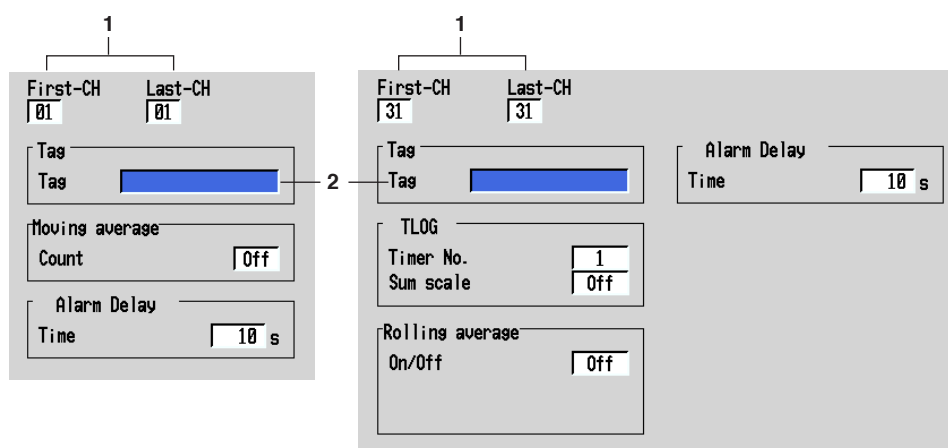 1
First-CH Last-CH
01 01
Tag
Tag
Moving average
Count Off
Alarm Delay
Time 10 s
2
1
First-CH Last-CH
31 31
Tag
Tag
TLOG
Timer No. 1
Sum scale Off
Rolling average
On/Off Off
Alarm Delay
Time 10 s